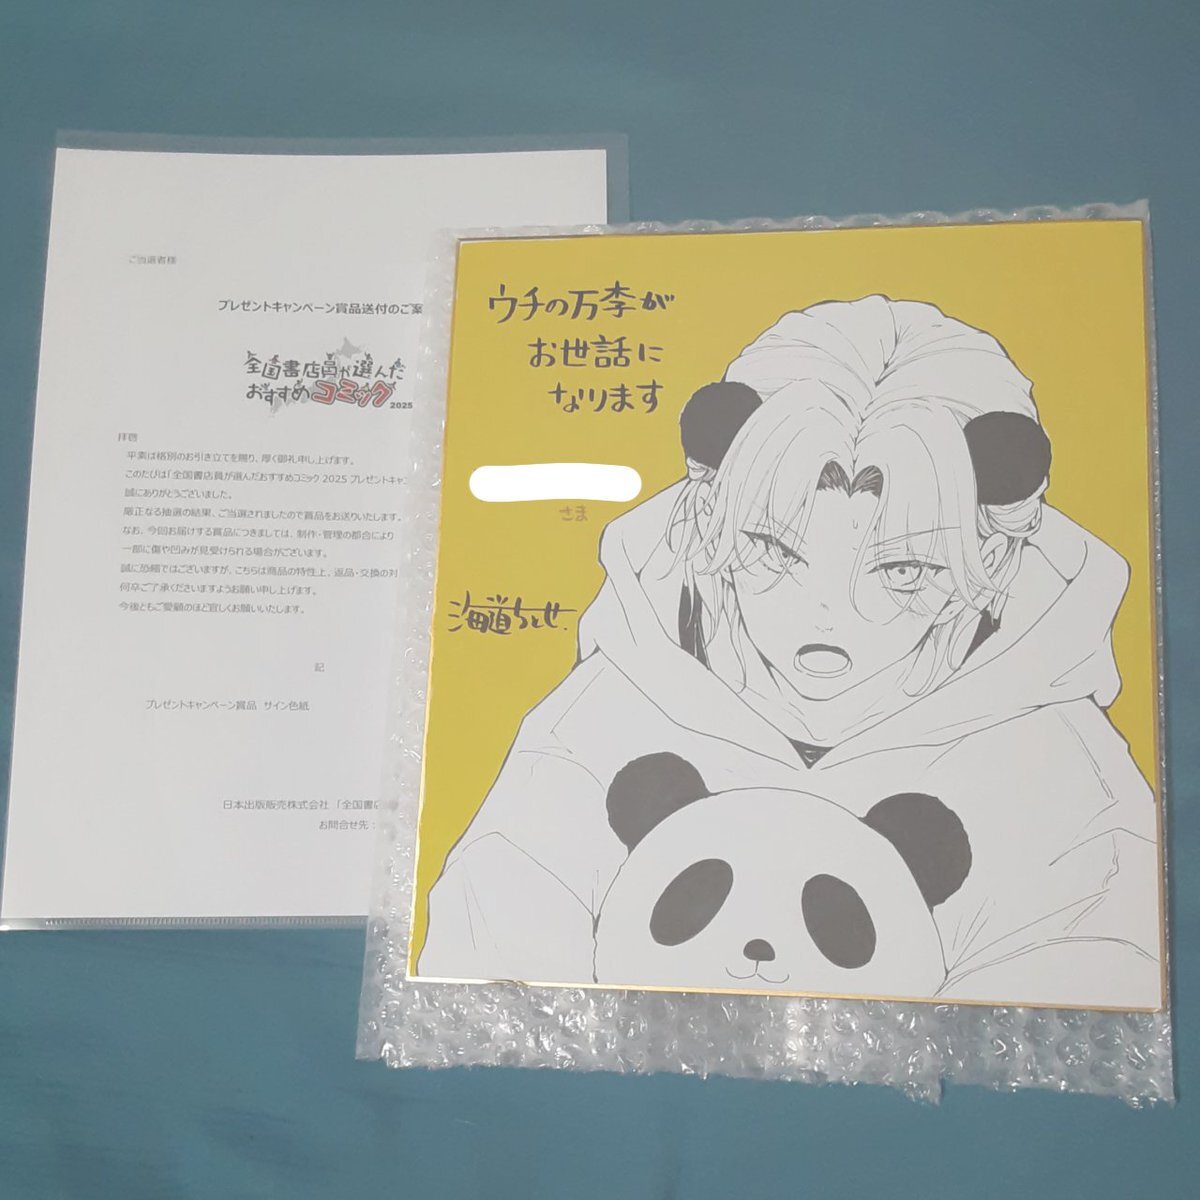 ご当選者様
プレゼントキャンペーン賞品送付のご案
全国書店員が選んだ
おすすめコミック 2025
拝啓
平素は格別のお引き立てを賜り、厚く御礼申し上げます。
このたびは「全国書店員が選んだおすすめコミック 2025 プレゼントキャン
誠にありがとうございました。
厳正なる抽選の結果、ご当選されましたので賞品をお送りいたします。
なお、今回お届けする賞品につきましては、制作・管理の都合により
一部に傷や凹みが見受けられる場合がございます。
誠に恐縮ではございますが、こちらは商品の特性上、返品・交換の対
何卒ご了承くださいますようお願い申し上げます。
今後ともご愛顧のほど宜しくお願いいたします。
記
プレゼントキャンペーン賞品 サイン色紙
日本出版販売株式会社 「全国書店
お問合せ先：
ウチの万李が
お世話に
なります
さま
海道ちとせ.